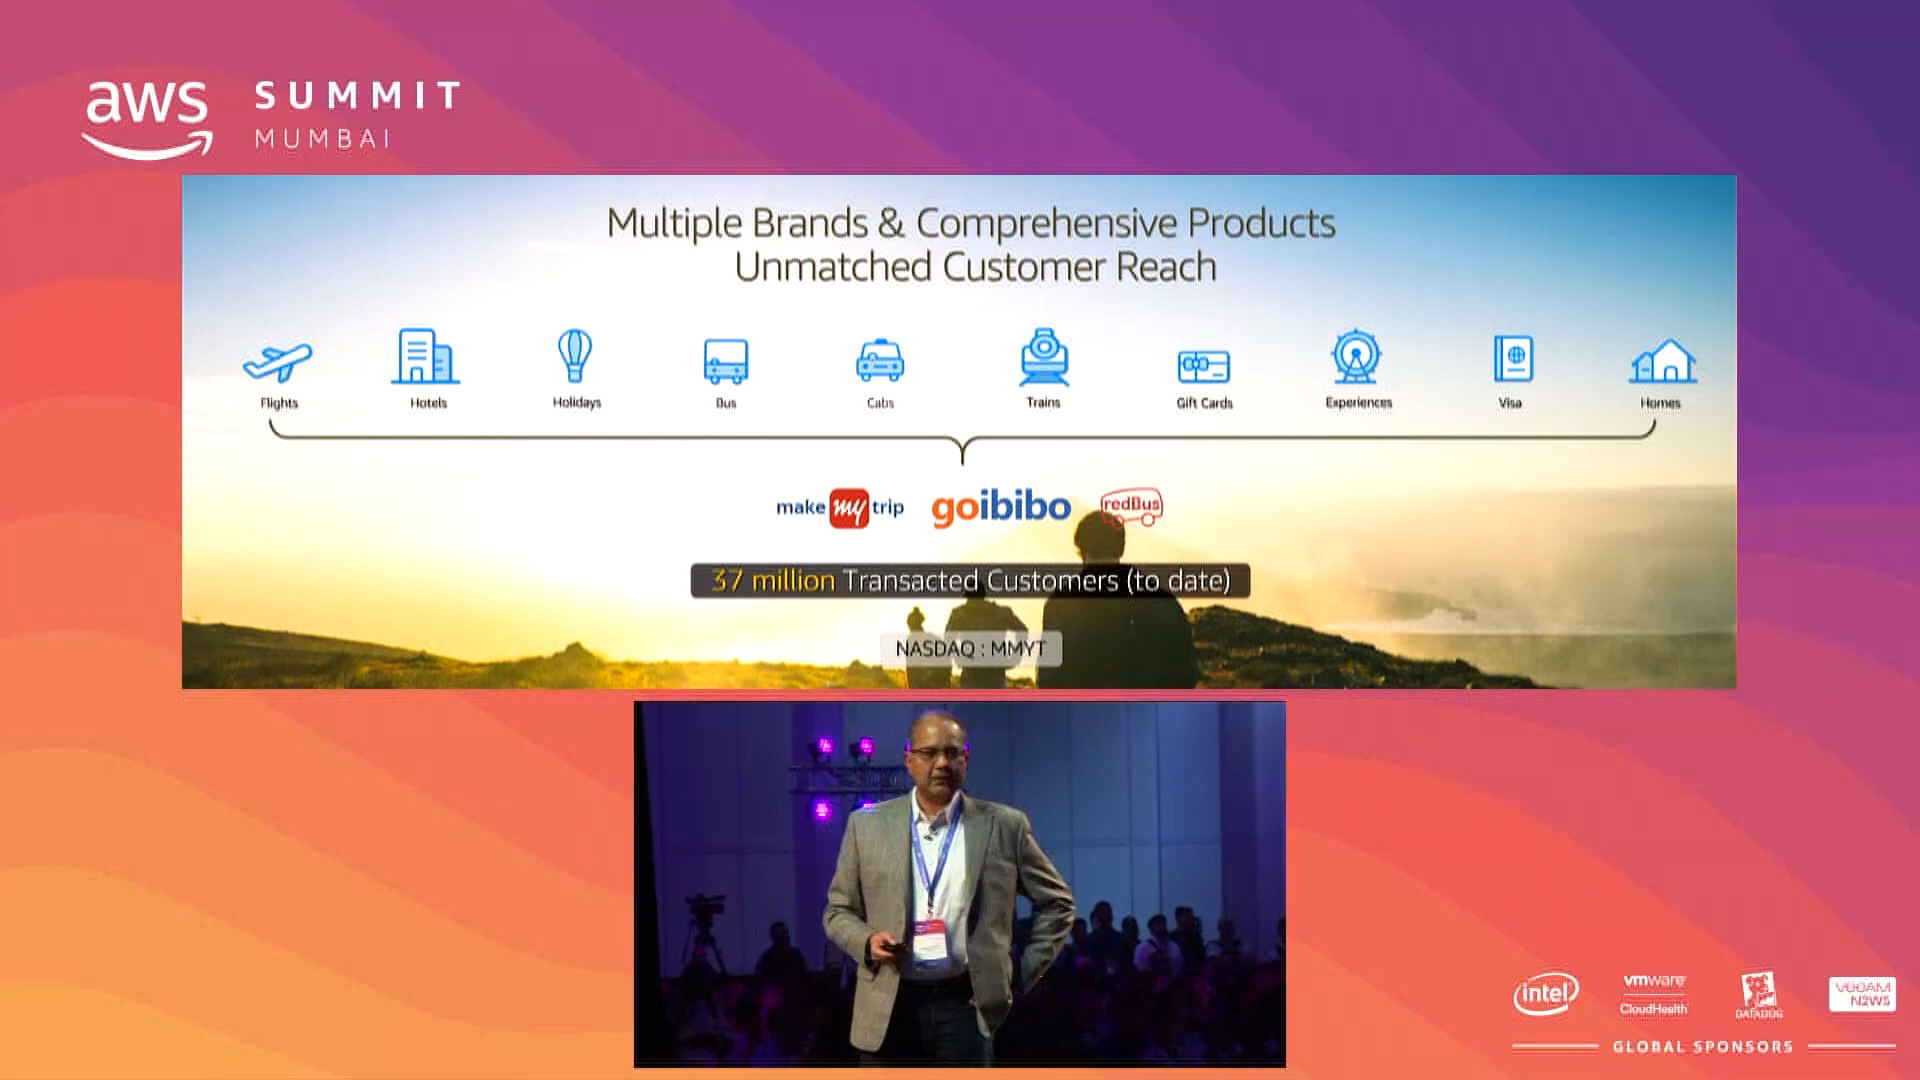 aws SUMMIT
MUMBAI
Multiple Brands & Comprehensive Products
Unmatched Customer Reach
Flights Hotels Holidays Bus Cabs Trains Gift Cards Experiences Visa Homes
make my trip goibibo redBus
37 million Transacted Customers (to date)
NASDAQ : MMYT
intel vmware CloudHealth DATADOG VEEAM N2WS
GLOBAL SPONSORS